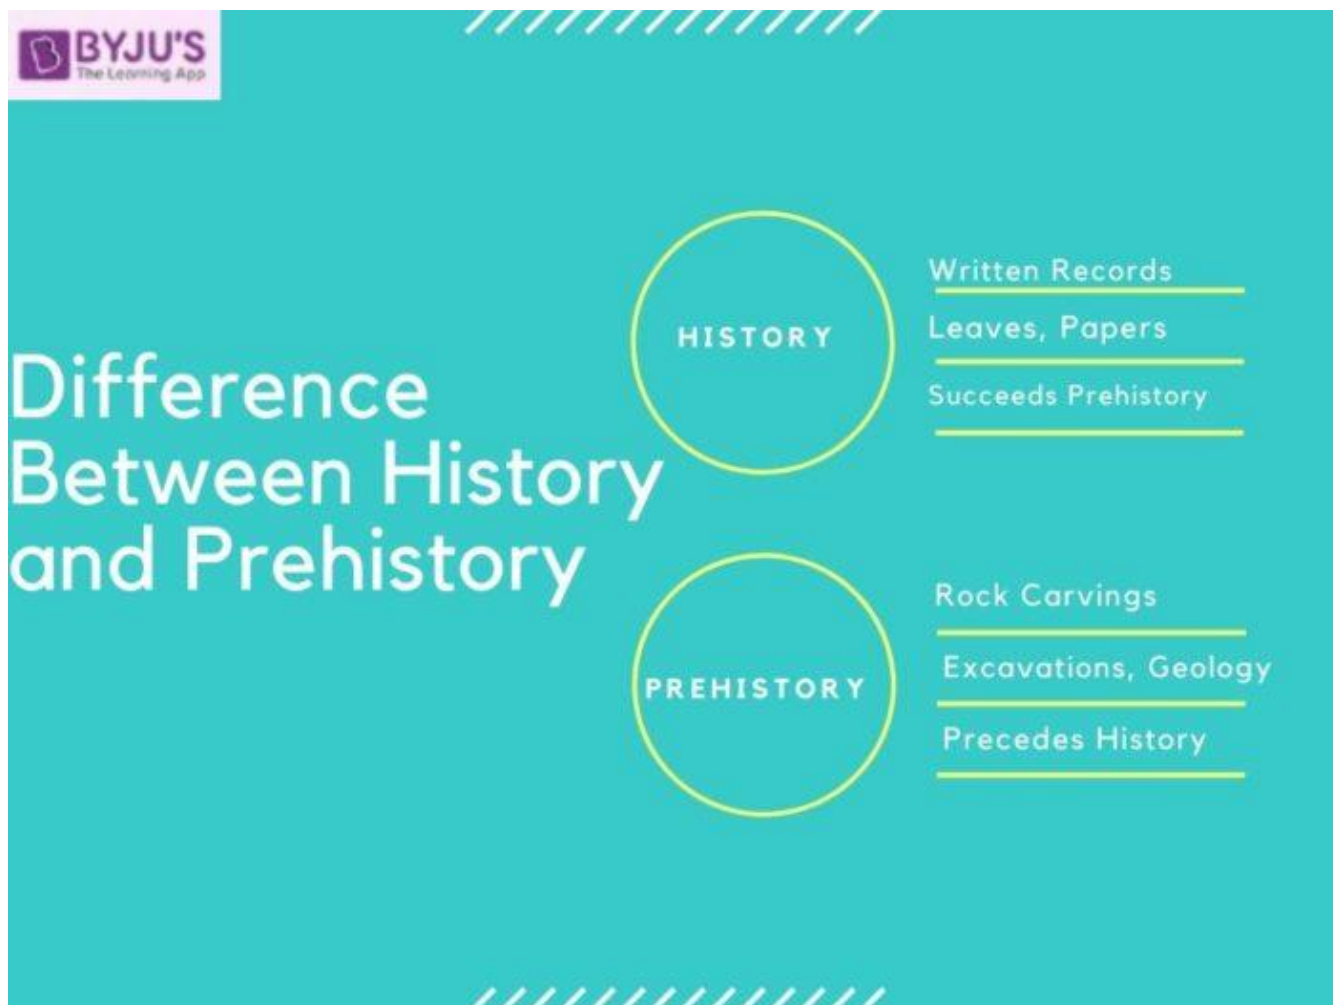 BYJU'S
The Learning App
Difference
Between History
and Prehistory
HISTORY
Written Records
Leaves, Papers
Succeeds Prehistory
PREHISTORY
Rock Carvings
Excavations, Geology
Precedes History